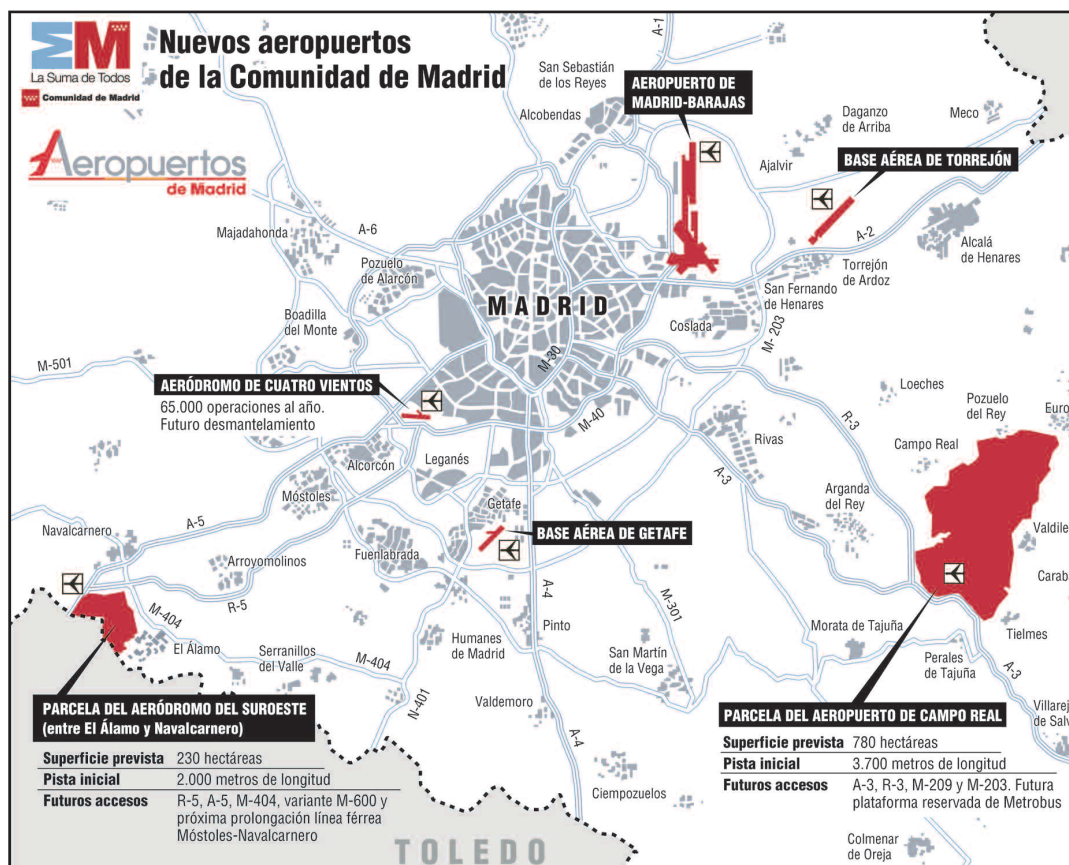 EM
La Suma de Todos
Comunidad de Madrid
Nuevos aeropuertos
de la Comunidad de Madrid
Aeropuertos
de Madrid
A-1
San Sebastián
de los Reyes
Alcobendas
AEROPUERTO DE
MADRID-BARAJAS
Daganzo
de Arriba
Meco
Ajalvir
BASE AÉREA DE TORREJÓN
Majadahonda
A-6
A-2
Alcalá
de Henares
Pozuelo
de Alarcón
Torrejón
de Ardoz
San Fernando
de Henares
MADRID
Boadilla
del Monte
Coslada
M-203
M-501
M-30
AERÓDROMO DE CUATRO VIENTOS
65.000 operaciones al año.
Futuro desmantelamiento
M-40
Loeches
Pozuelo
del Rey
Euro
R-3
Campo Real
Rivas
Alcorcón
Leganés
A-3
Móstoles
Getafe
Arganda
del Rey
Navalcarnero
A-5
BASE AÉREA DE GETAFE
Valdile
Arroyomolinos
Fuenlabrada
Carab
R-5
M-404
A-4
M-301
Humanes
de Madrid
Pinto
Morata de Tajuña
Tielmes
El Álamo
Serranillos
del Valle
M-404
San Martín
de la Vega
Perales
de Tajuña
A-3
N-401
Valdemoro
Villarej
de Salv
PARCELA DEL AERÓDROMO DEL SUROESTE
(entre El Álamo y Navalcarnero)
Superficie prevista 230 hectáreas
Pista inicial 2.000 metros de longitud
Futuros accesos R-5, A-5, M-404, variante M-600 y
próxima prolongación línea férrea
Móstoles-Navalcarnero
A-4
Ciempozuelos
PARCELA DEL AEROPUERTO DE CAMPO REAL
Superficie prevista 780 hectáreas
Pista inicial 3.700 metros de longitud
Futuros accesos A-3, R-3, M-209 y M-203. Futura
plataforma reservada de Metrobus
TOLEDO
Colmenar
de Oreja